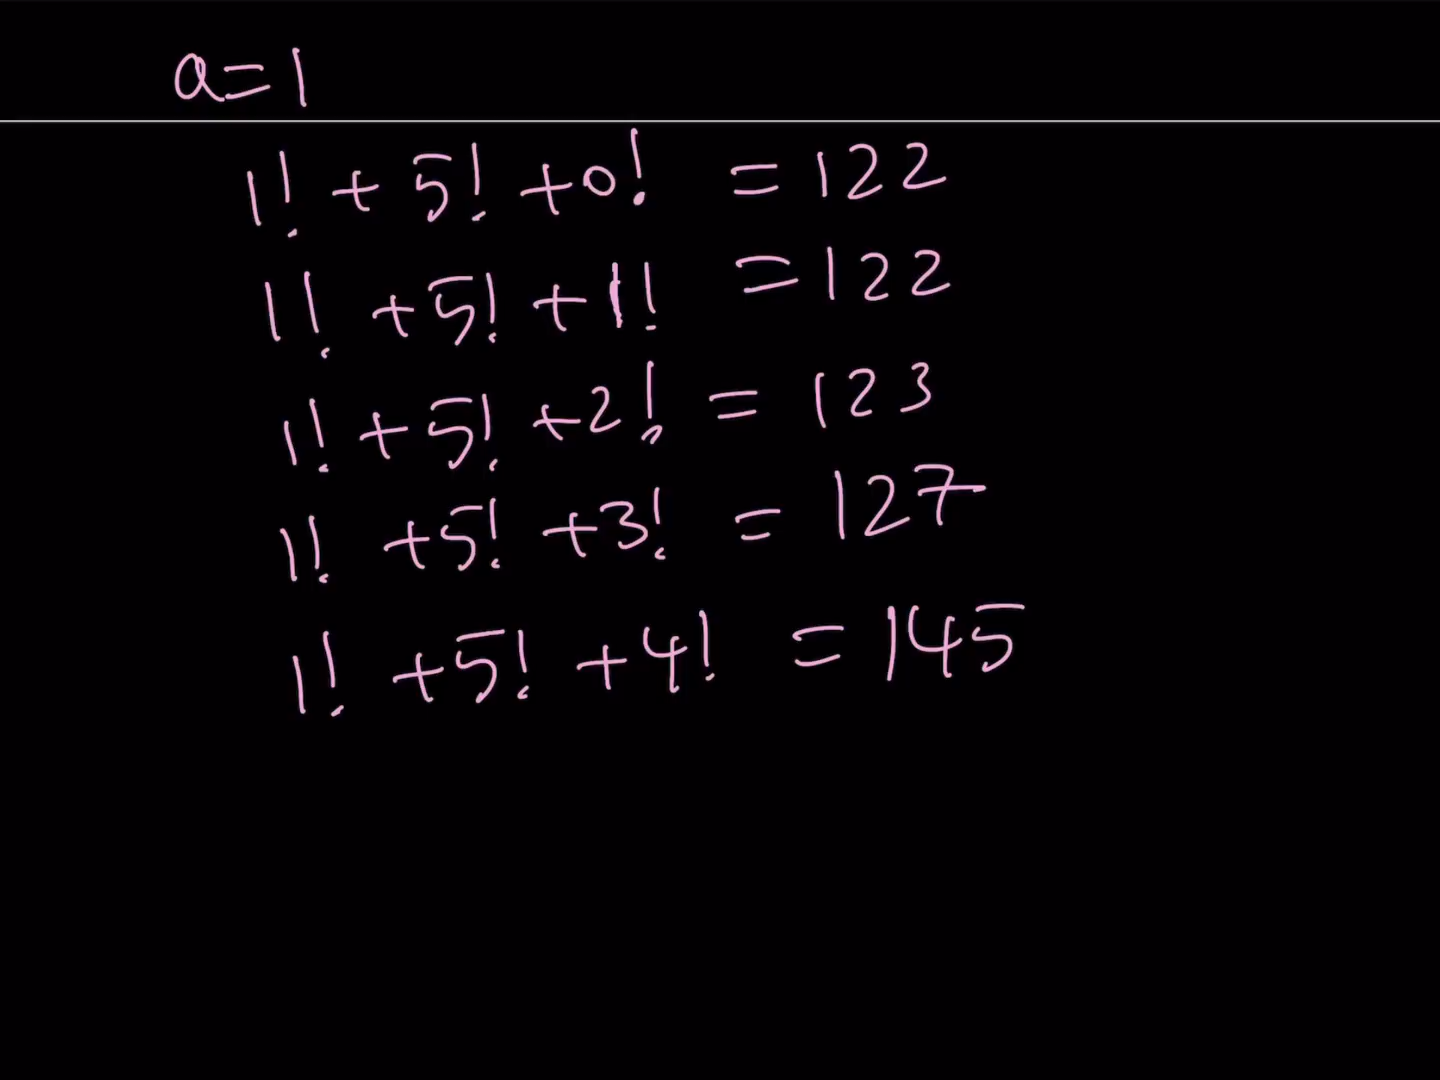 a=1
1! + 5! +0! = 122
1! +5! +1! = 122
1! + 5! +2! = 123
1! +5! +3! = 127
1! +5! +4! = 145